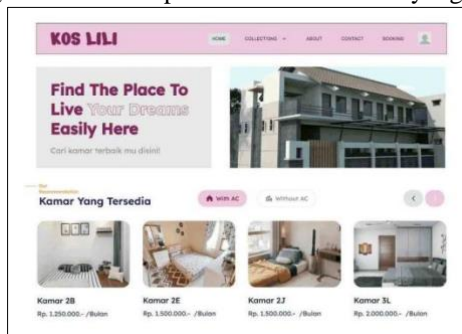 KOS LILI
HOME COLLECTIONS ABOUT CONTACT BOOKING
Find The Place To
Live Your Dreams
Easily Here
Cari kamar terbaik mu disini!
Our
Recommendation
Kamar Yang Tersedia
With AC
Without AC
Kamar 2B
Rp. 1.250.000.- /Bulan
Kamar 2E
Rp. 1.500.000.- /Bulan
Kamar 2J
Rp. 1.500.000.- /Bulan
Kamar 3L
Rp. 2.000.000.- /Bulan